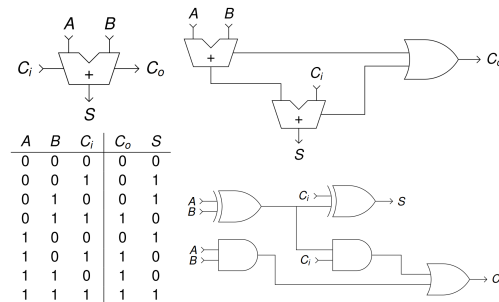 A B
C_i + C_o
S
A B
+
C_i
+
C_o
S
A B C_i C_o S
0 0 0 0 0
0 0 1 0 1
0 1 0 0 1
0 1 1 1 0
1 0 0 0 1
1 0 1 1 0
1 1 0 1 0
1 1 1 1 1
A
B
C_i
S
A
B
C_i